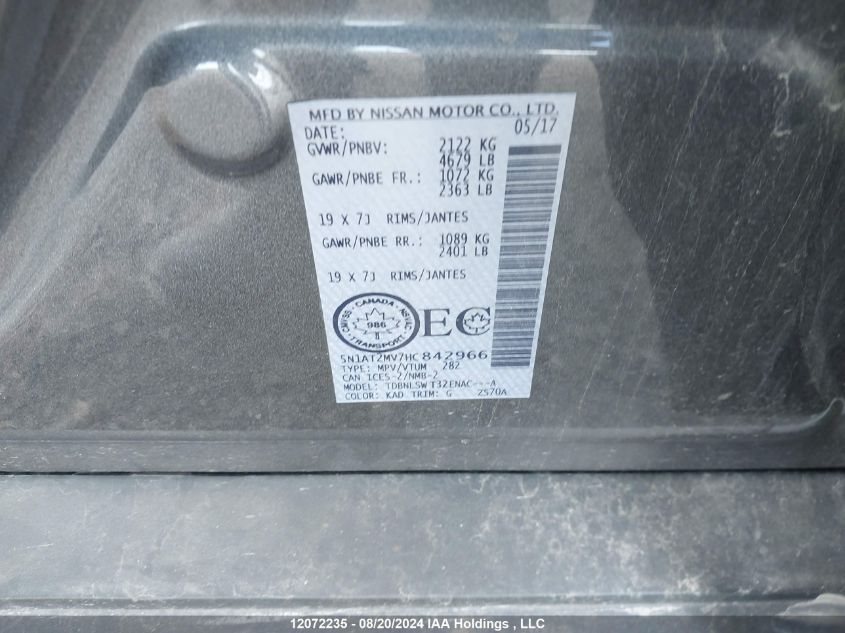 MFD BY NISSAN MOTOR CO., LTD.
DATE: 05/17
GVWR/PNBV: 2122 KG
4679 LB
GAWR/PNBE FR.: 1072 KG
2363 LB
19 X 7J RIMS/JANTES
GAWR/PNBE RR.: 1089 KG
2401 LB
19 X 7J RIMS/JANTES
CANADA
CMVSS NSVAC
986
TRANSPORT
EC
5N1AT2MV7HC842966
TYPE: MPV/VTUM 282
CAN ICES-2/NMB-2
MODEL: TDBNLSW T32ENAC---A
COLOR: KAD TRIM: G ZS70A
12072235 - 08/20/2024 IAA Holdings , LLC